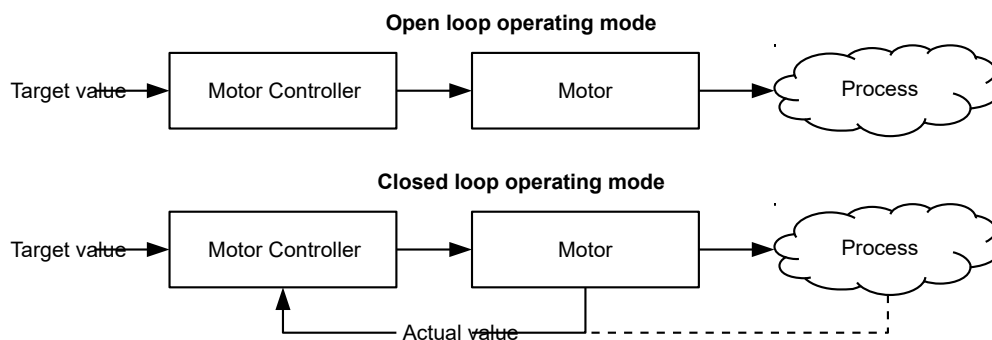 Open loop operating mode
Target value
Motor Controller
Motor
Process
Closed loop operating mode
Target value
Motor Controller
Motor
Process
Actual value